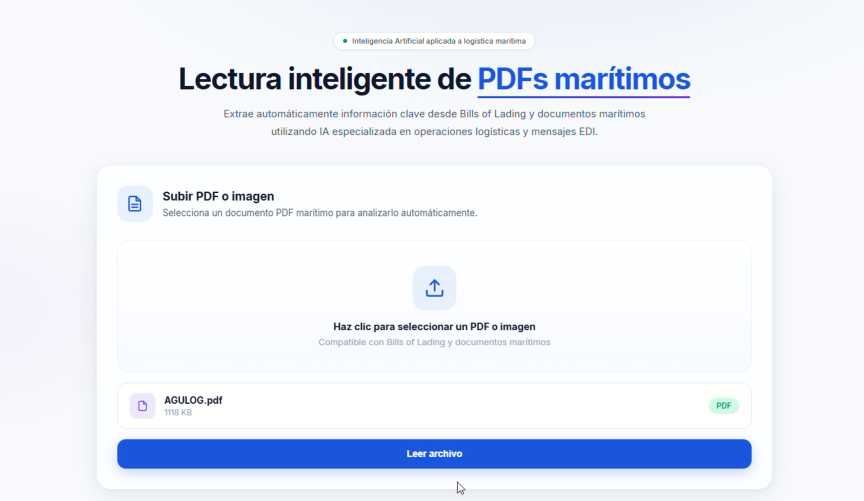 Inteligencia Artificial aplicada a logística marítima
Lectura inteligente de PDFs marítimos
Extrae automáticamente información clave desde Bills of Lading y documentos marítimos
utilizando IA especializada en operaciones logísticas y mensajes EDI.
Subir PDF o imagen
Selecciona un documento PDF marítimo para analizarlo automáticamente.
Haz clic para seleccionar un PDF o imagen
Compatible con Bills of Lading y documentos marítimos
AGULOG.pdf
1118 KB
PDF
Leer archivo